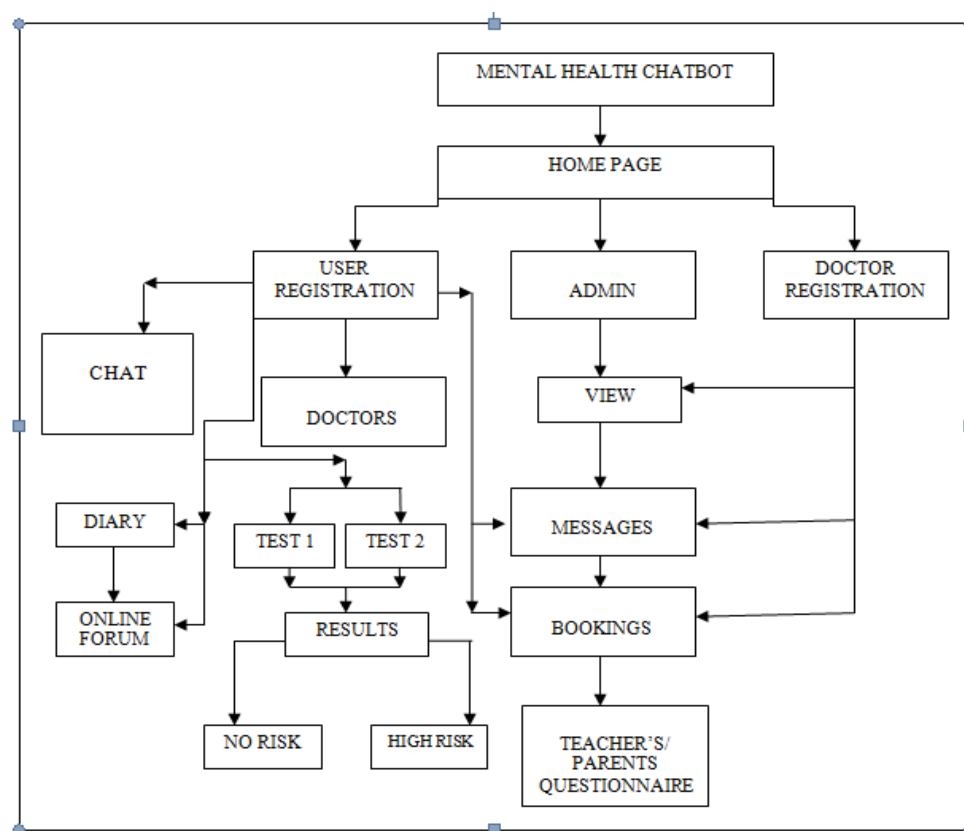 MENTAL HEALTH CHATBOT
HOME PAGE
USER
REGISTRATION
ADMIN
DOCTOR
REGISTRATION
CHAT
DOCTORS
VIEW
DIARY
TEST 1
TEST 2
MESSAGES
ONLINE
FORUM
RESULTS
BOOKINGS
NO RISK
HIGH RISK
TEACHER’S/
PARENTS
QUESTIONNAIRE